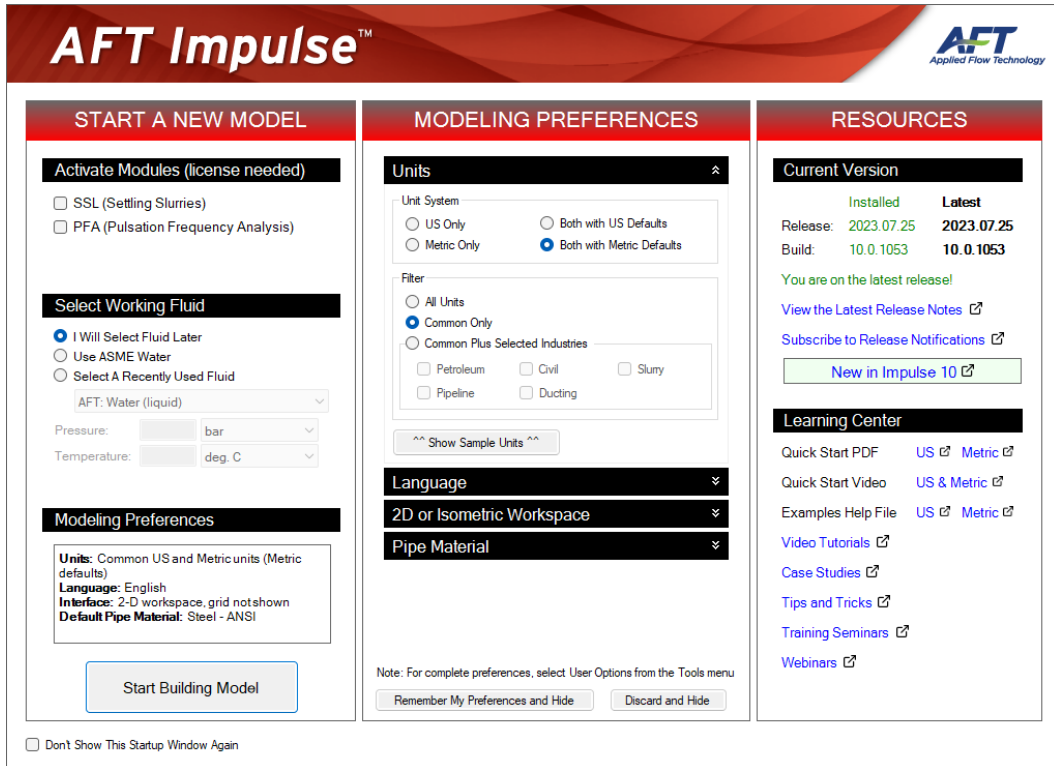 AFT Impulse™
AFT
Applied Flow Technology
START A NEW MODEL
Activate Modules (license needed)
SSL (Settling Slurries)
PFA (Pulsation Frequency Analysis)
Select Working Fluid
I Will Select Fluid Later
Use ASME Water
Select A Recently Used Fluid
AFT: Water (liquid)
Pressure: bar
Temperature: deg. C
Modeling Preferences
Units: Common US and Metric units (Metric
defaults)
Language: English
Interface: 2-D workspace, grid not shown
Default Pipe Material: Steel - ANSI
Start Building Model
Don't Show This Startup Window Again
MODELING PREFERENCES
Units
Unit System
US Only Both with US Defaults
Metric Only Both with Metric Defaults
Filter
All Units
Common Only
Common Plus Selected Industries
Petroleum Civil Slurry
Pipeline Ducting
^^ Show Sample Units ^^
Language
2D or Isometric Workspace
Pipe Material
Note: For complete preferences, select User Options from the Tools menu
Remember My Preferences and Hide Discard and Hide
RESOURCES
Current Version
Installed Latest
Release: 2023.07.25 2023.07.25
Build: 10.0.1053 10.0.1053
You are on the latest release!
View the Latest Release Notes
Subscribe to Release Notifications
New in Impulse 10
Learning Center
Quick Start PDF US Metric
Quick Start Video US & Metric
Examples Help File US Metric
Video Tutorials
Case Studies
Tips and Tricks
Training Seminars
Webinars